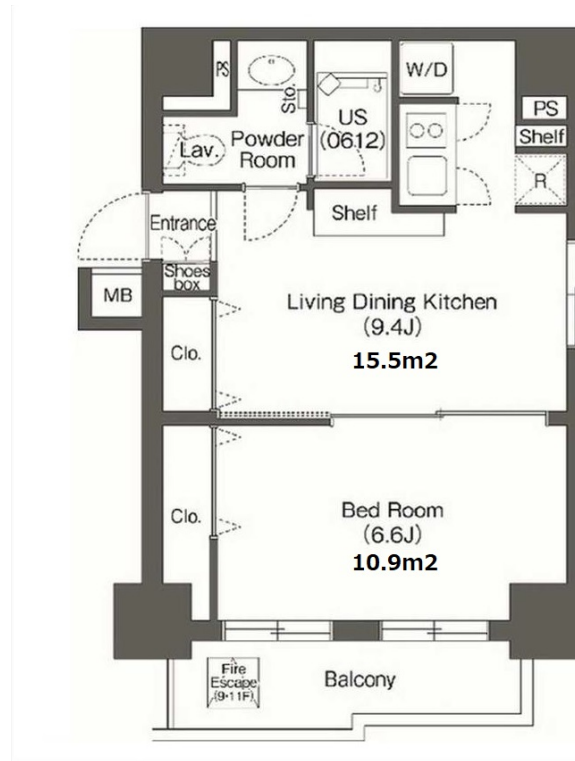 PS
W/D
Sto.
US
(0612)
PS
Shelf
Lav.
Powder
Room
R
Entrance
Shelf
Shoes
box
MB
Living Dining Kitchen
(9.4J)
15.5m2
Clo.
Clo.
Bed Room
(6.6J)
10.9m2
Fire
Escape
(9·11F)
Balcony